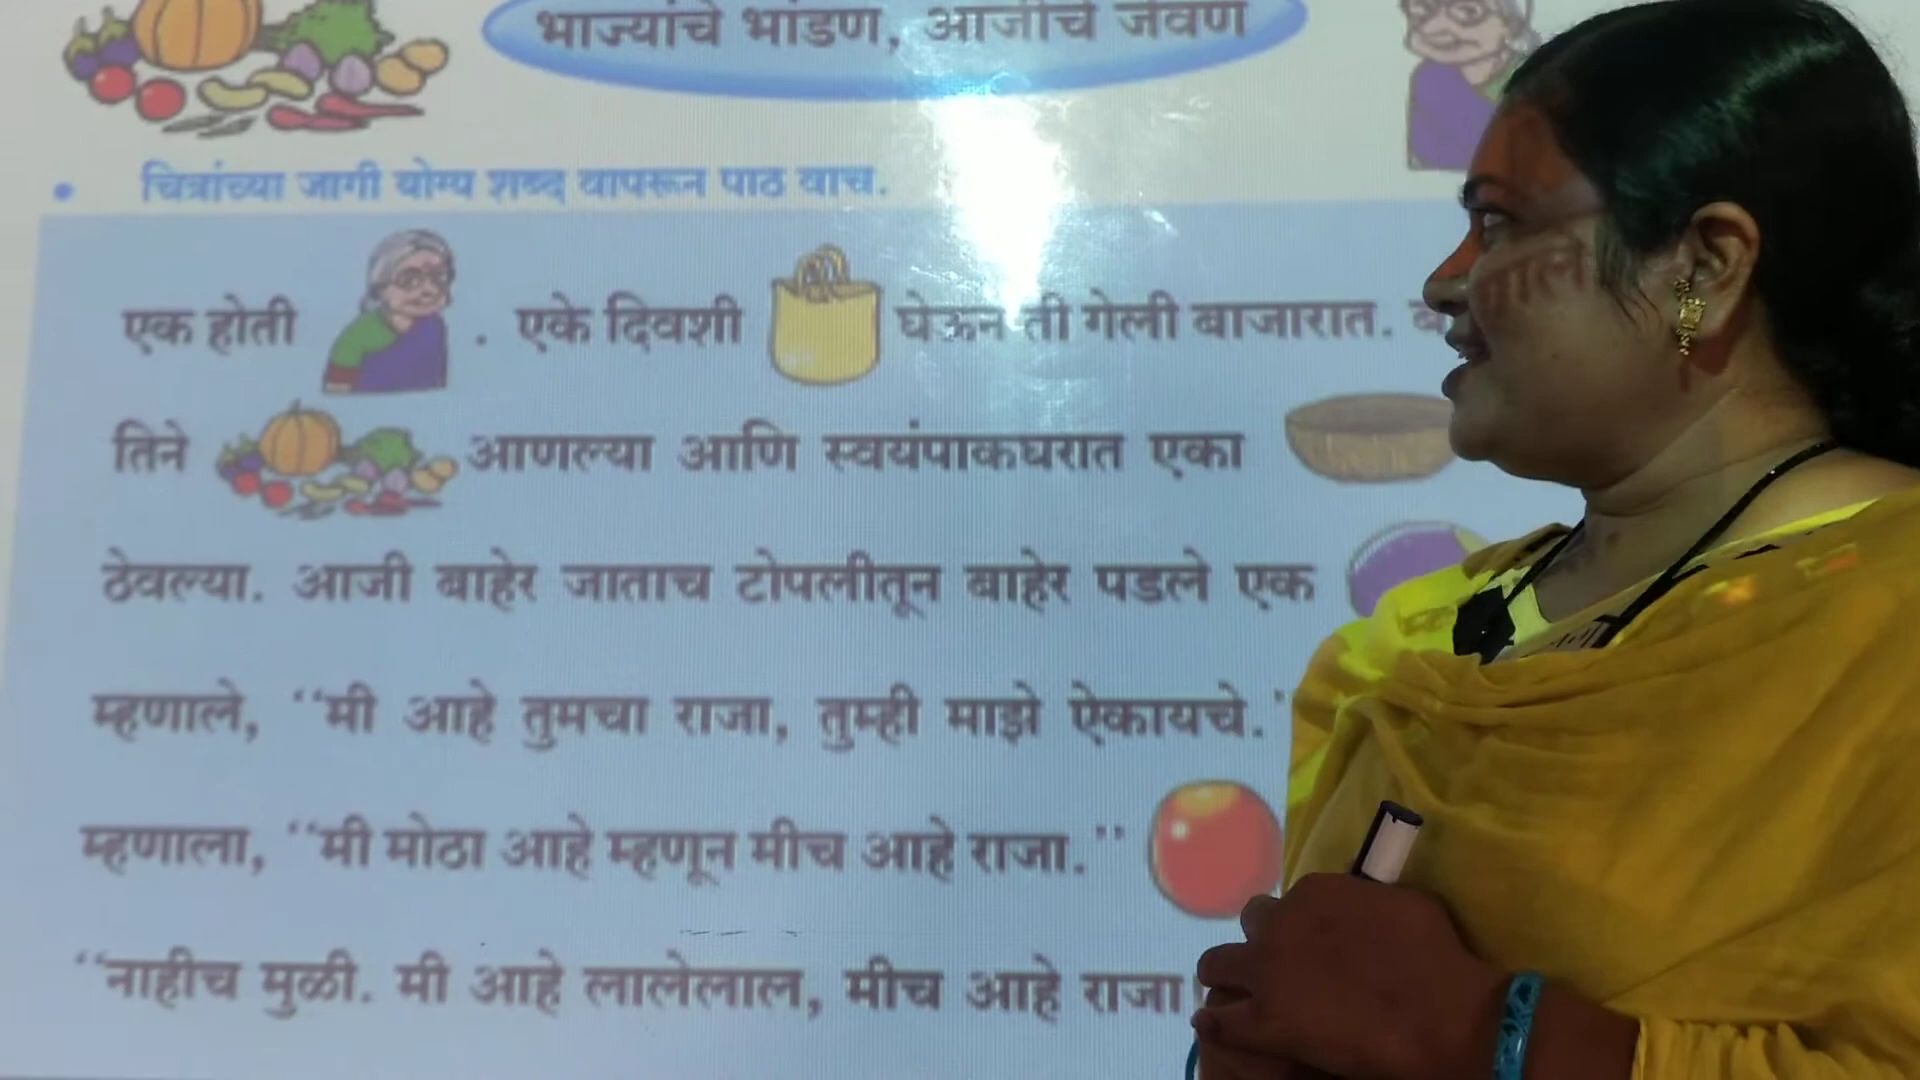 भाज्यांचे भांडण, आजीचे जेवण
• चित्रांच्या जागी योग्य शब्द वापरून पाठ वाच.
एक होती . एके दिवशी घेऊन ती गेली बाजारात.
तिने आणल्या आणि स्वयंपाकघरात एका
ठेवल्या. आजी बाहेर जाताच टोपलीतून बाहेर पडले एक
म्हणाले, ‘‘मी आहे तुमचा राजा, तुम्ही माझे ऐकायचे.’
म्हणाला, ‘‘मी मोठा आहे म्हणून मीच आहे राजा.’’
‘‘नाहीच मुळी. मी आहे लालेलाल, मीच आहे राजा